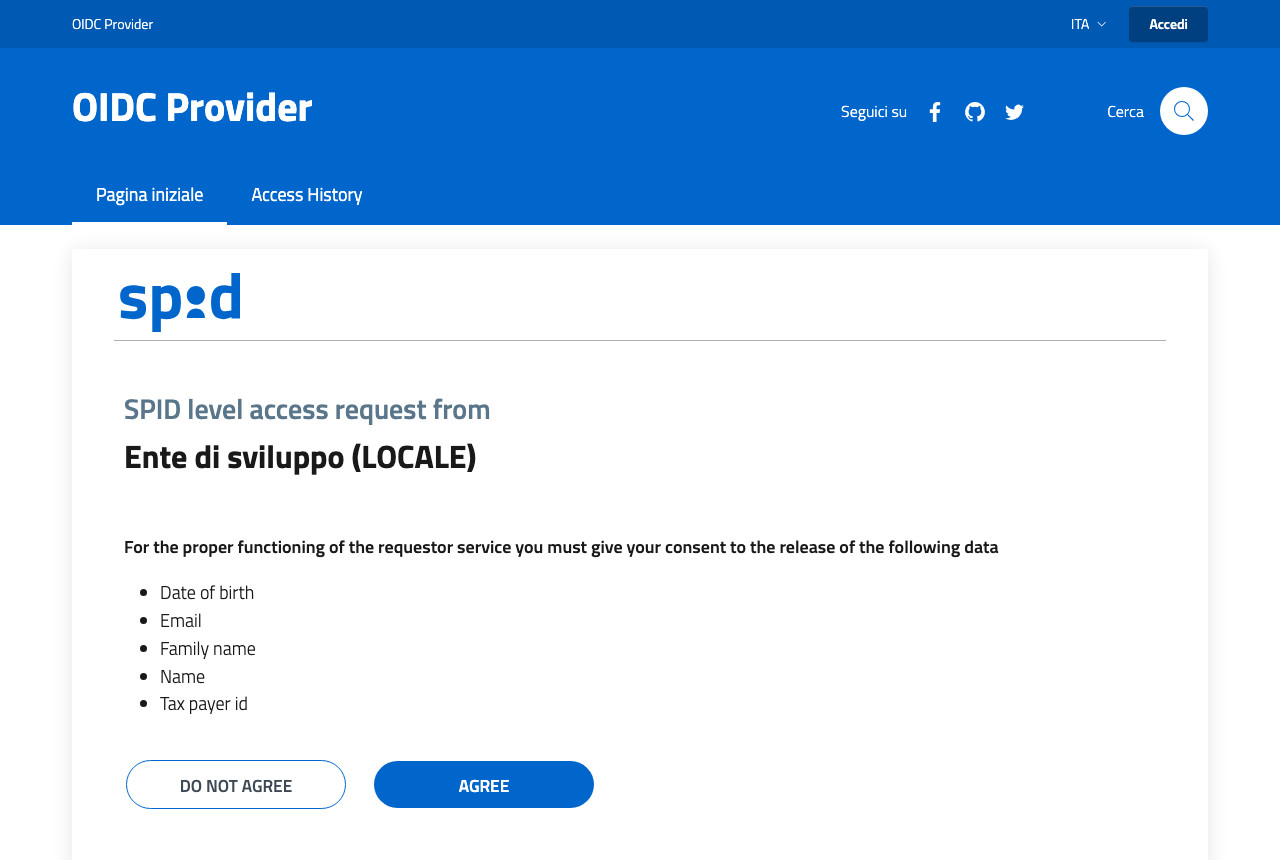 OIDC Provider
ITA
Accedi
OIDC Provider
Seguici su
Cerca
Pagina iniziale
Access History
spid
SPID level access request from
Ente di sviluppo (LOCALE)
For the proper functioning of the requestor service you must give your consent to the release of the following data
Date of birth
Email
Family name
Name
Tax payer id
DO NOT AGREE
AGREE